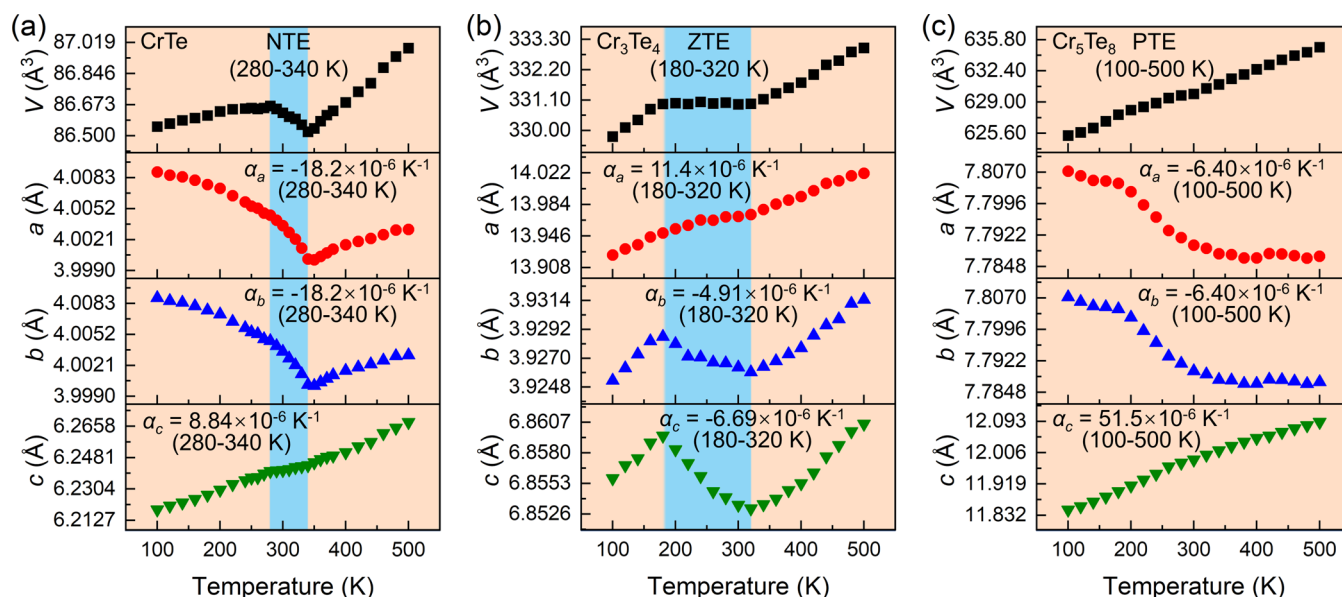 (a)
CrTe NTE
(280-340 K)
V (Å³)
87.019
86.846
86.673
86.500
αa = -18.2×10⁻⁶ K⁻¹
(280-340 K)
a (Å)
4.0083
4.0052
4.0021
3.9990
αb = -18.2×10⁻⁶ K⁻¹
(280-340 K)
b (Å)
4.0083
4.0052
4.0021
3.9990
αc = 8.84×10⁻⁶ K⁻¹
(280-340 K)
c (Å)
6.2658
6.2481
6.2304
6.2127
100 200 300 400 500
Temperature (K)
(b)
Cr₃Te₄ ZTE
(180-320 K)
V (Å³)
333.30
332.20
331.10
330.00
αa = 11.4×10⁻⁶ K⁻¹
(180-320 K)
a (Å)
14.022
13.984
13.946
13.908
αb = -4.91×10⁻⁶ K⁻¹
(180-320 K)
b (Å)
3.9314
3.9292
3.9270
3.9248
αc = -6.69×10⁻⁶ K⁻¹
(180-320 K)
c (Å)
6.8607
6.8580
6.8553
6.8526
100 200 300 400 500
Temperature (K)
(c)
Cr₅Te₈ PTE
(100-500 K)
V (Å³)
635.80
632.40
629.00
625.60
αa = -6.40×10⁻⁶ K⁻¹
(100-500 K)
a (Å)
7.8070
7.7996
7.7922
7.7848
αb = -6.40×10⁻⁶ K⁻¹
(100-500 K)
b (Å)
7.8070
7.7996
7.7922
7.7848
αc = 51.5×10⁻⁶ K⁻¹
(100-500 K)
c (Å)
12.093
12.006
11.919
11.832
100 200 300 400 500
Temperature (K)